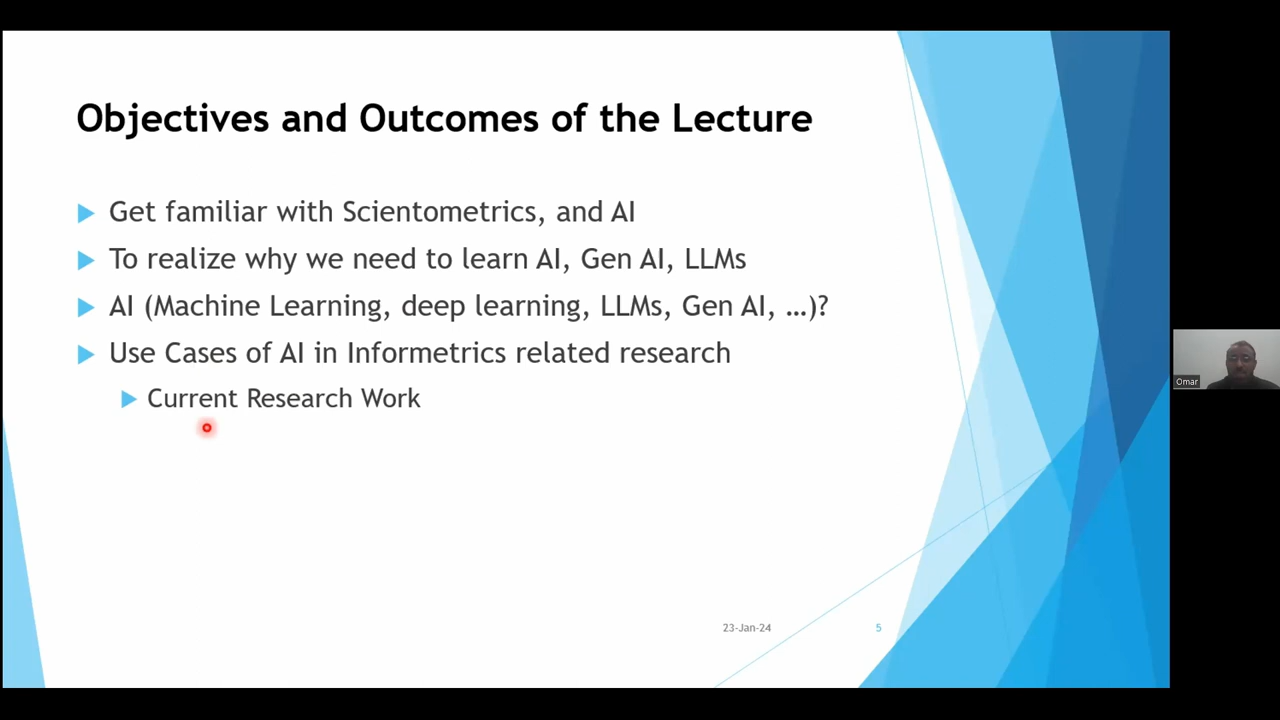 Objectives and Outcomes of the Lecture
Get familiar with Scientometrics, and AI
To realize why we need to learn AI, Gen AI, LLMs
AI (Machine Learning, deep learning, LLMs, Gen AI, …)?
Use Cases of AI in Informetrics related research
Current Research Work
23-Jan-24
5
Omar